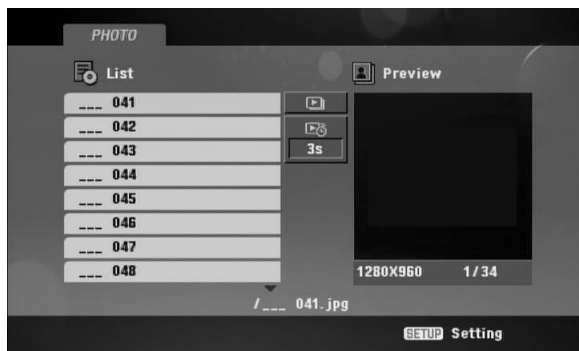 PHOTO
List
Preview
___ 041
___ 042
___ 043
___ 044
___ 045
___ 046
___ 047
___ 048
3s
1280X960 1/34
/___ 041.jpg
SETUP Setting